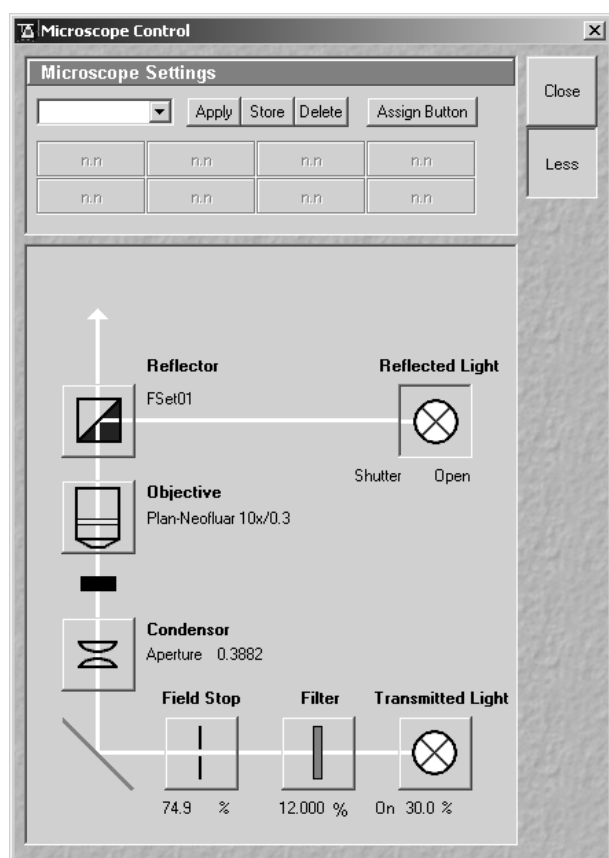 Microscope Control
Microscope Settings
Close
Apply Store Delete Assign Button
n.n n.n n.n n.n
Less
n.n n.n n.n n.n
Reflector Reflected Light
FSet01
Shutter Open
Objective
Plan-Neofluar 10x/0.3
Condensor
Aperture 0.3882
Field Stop Filter Transmitted Light
74.9 % 12.000 % On 30.0 %